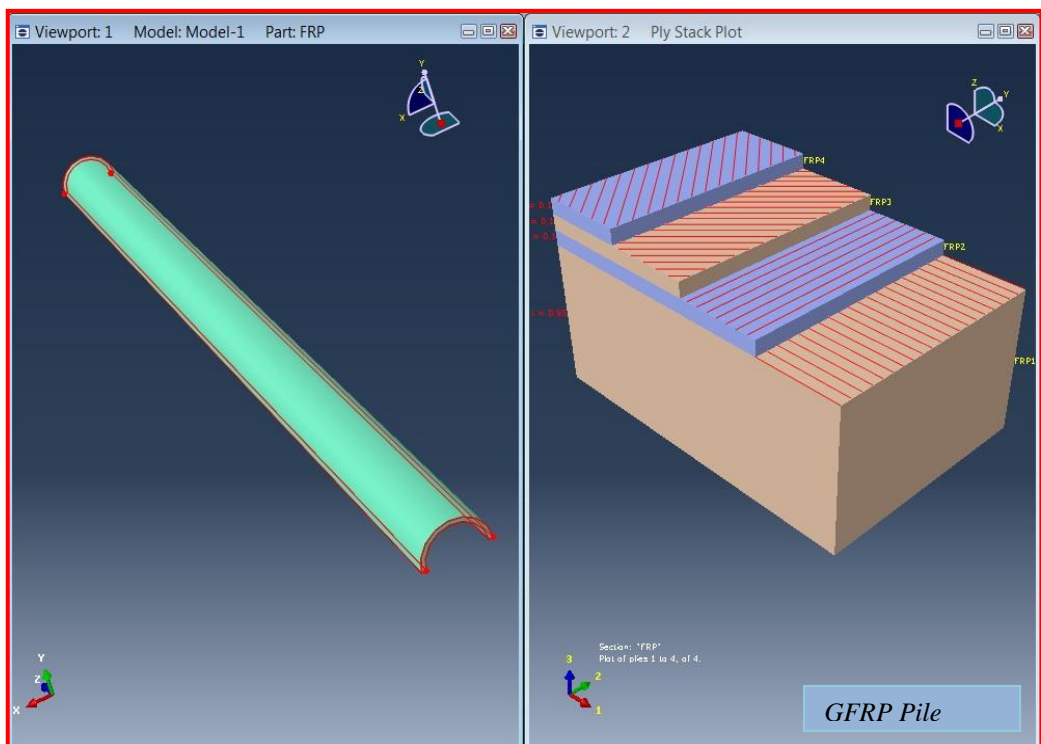 Viewport: 1 Model: Model-1 Part: FRP
Y
Z
X
Y
Z
X
Viewport: 2 Ply Stack Plot
Z
Y
X
FRP4
FRP3
FRP2
FRP1
Section: "FRP"
Plot of plies 1 to 4, of 4.
3
2
1
GFRP Pile